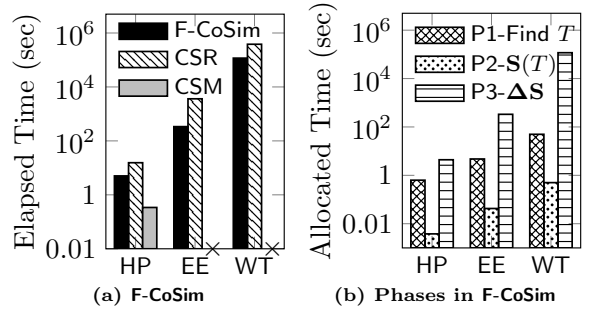 Elapsed Time (sec)
10^6
10^4
10^2
1
0.01
F-CoSim
CSR
CSM
HP EE WT
(a) F-CoSim
Allocated Time (sec)
10^6
10^4
10^2
1
0.01
P1-Find T
P2-S(T)
P3-ΔS
HP EE WT
(b) Phases in F-CoSim